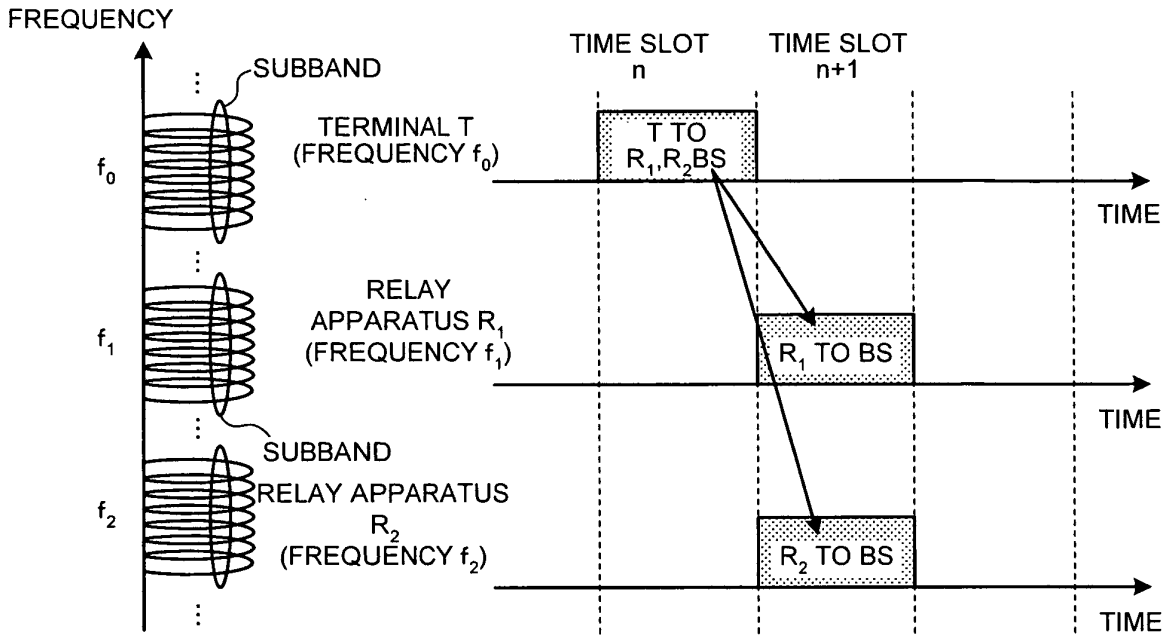 FREQUENCY
SUBBAND
TIME SLOT
n
TIME SLOT
n+1
f₀
TERMINAL T
(FREQUENCY f₀)
T TO
R₁,R₂BS
TIME
f₁
RELAY
APPARATUS R₁
(FREQUENCY f₁)
R₁ TO BS
TIME
SUBBAND
f₂
RELAY APPARATUS
R₂
(FREQUENCY f₂)
R₂ TO BS
TIME